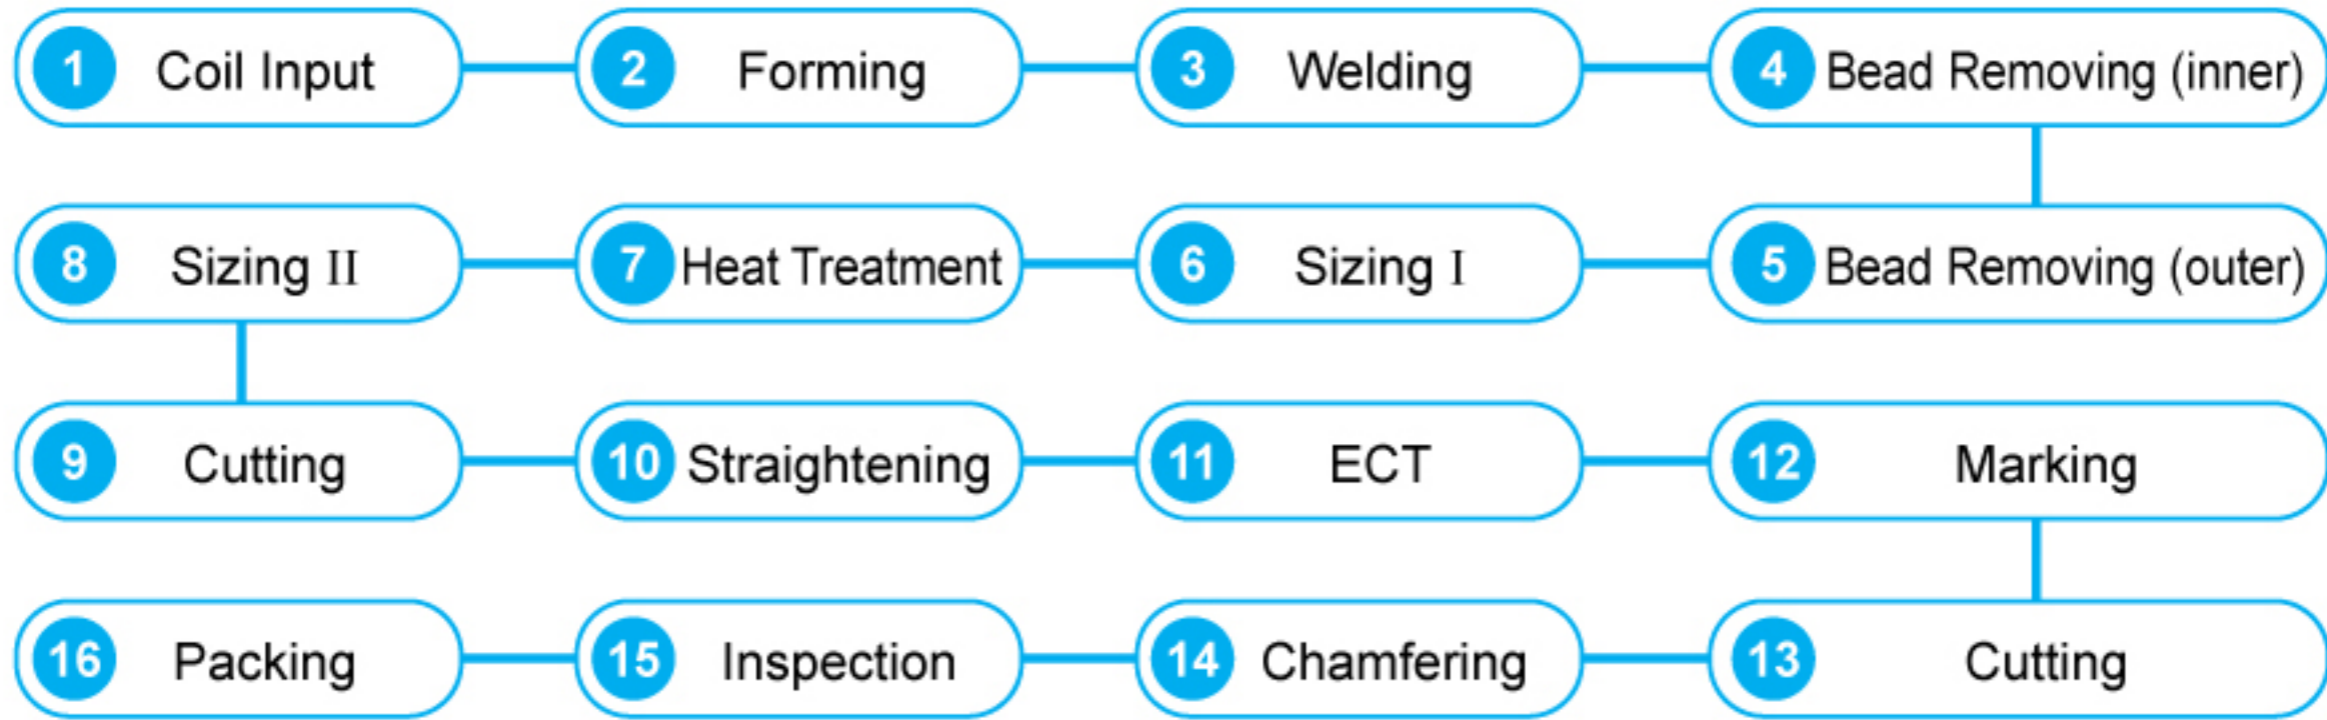 1 Coil Input
2 Forming
3 Welding
4 Bead Removing (inner)
5 Bead Removing (outer)
6 Sizing I
7 Heat Treatment
8 Sizing II
9 Cutting
10 Straightening
11 ECT
12 Marking
13 Cutting
14 Chamfering
15 Inspection
16 Packing